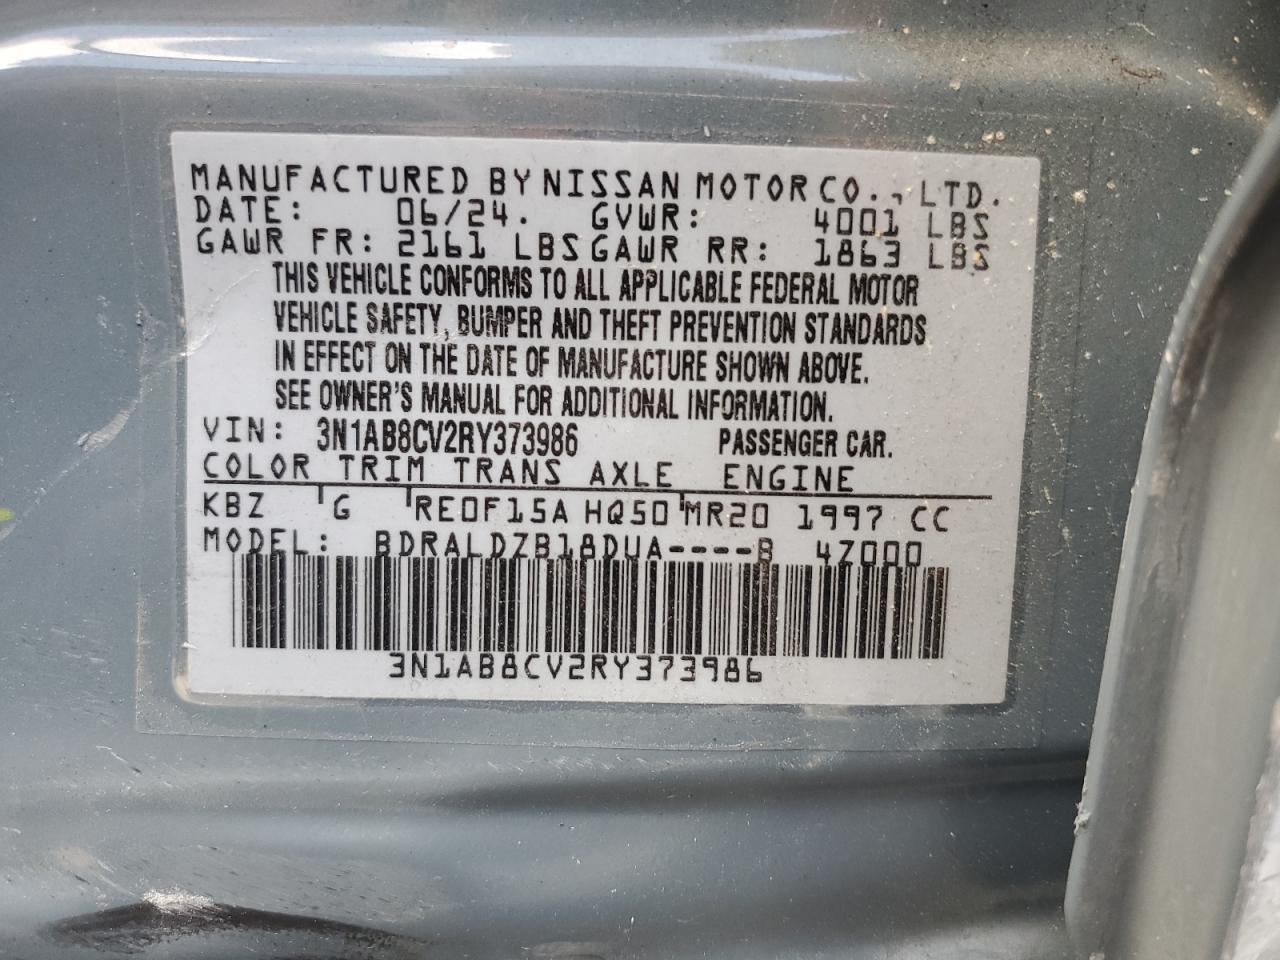 MANUFACTURED BY NISSAN MOTOR CO., LTD.
DATE: 06/24. GVWR: 4001 LBS
GAWR FR: 2161 LBS GAWR RR: 1863 LBS
THIS VEHICLE CONFORMS TO ALL APPLICABLE FEDERAL MOTOR
VEHICLE SAFETY, BUMPER AND THEFT PREVENTION STANDARDS
IN EFFECT ON THE DATE OF MANUFACTURE SHOWN ABOVE.
SEE OWNER'S MANUAL FOR ADDITIONAL INFORMATION.
VIN: 3N1AB8CV2RY373986 PASSENGER CAR.
COLOR TRIM TRANS AXLE ENGINE
KBZ G RE0F15A HQ50 MR20 1997 CC
MODEL: BDRALDZB18DUA----B 4Z000
3N1AB8CV2RY373986